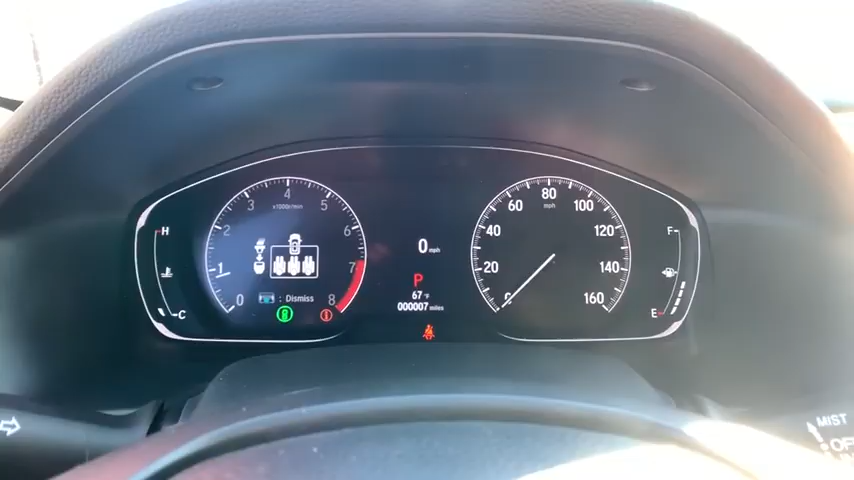 4
3
5
x1000r/min
2
6
1
7
0
8
: Dismiss
H
C
0 mph
P
67 °F
000007 miles
80
mph
60
100
40
120
20
140
0
160
F
E
MIST
OFF